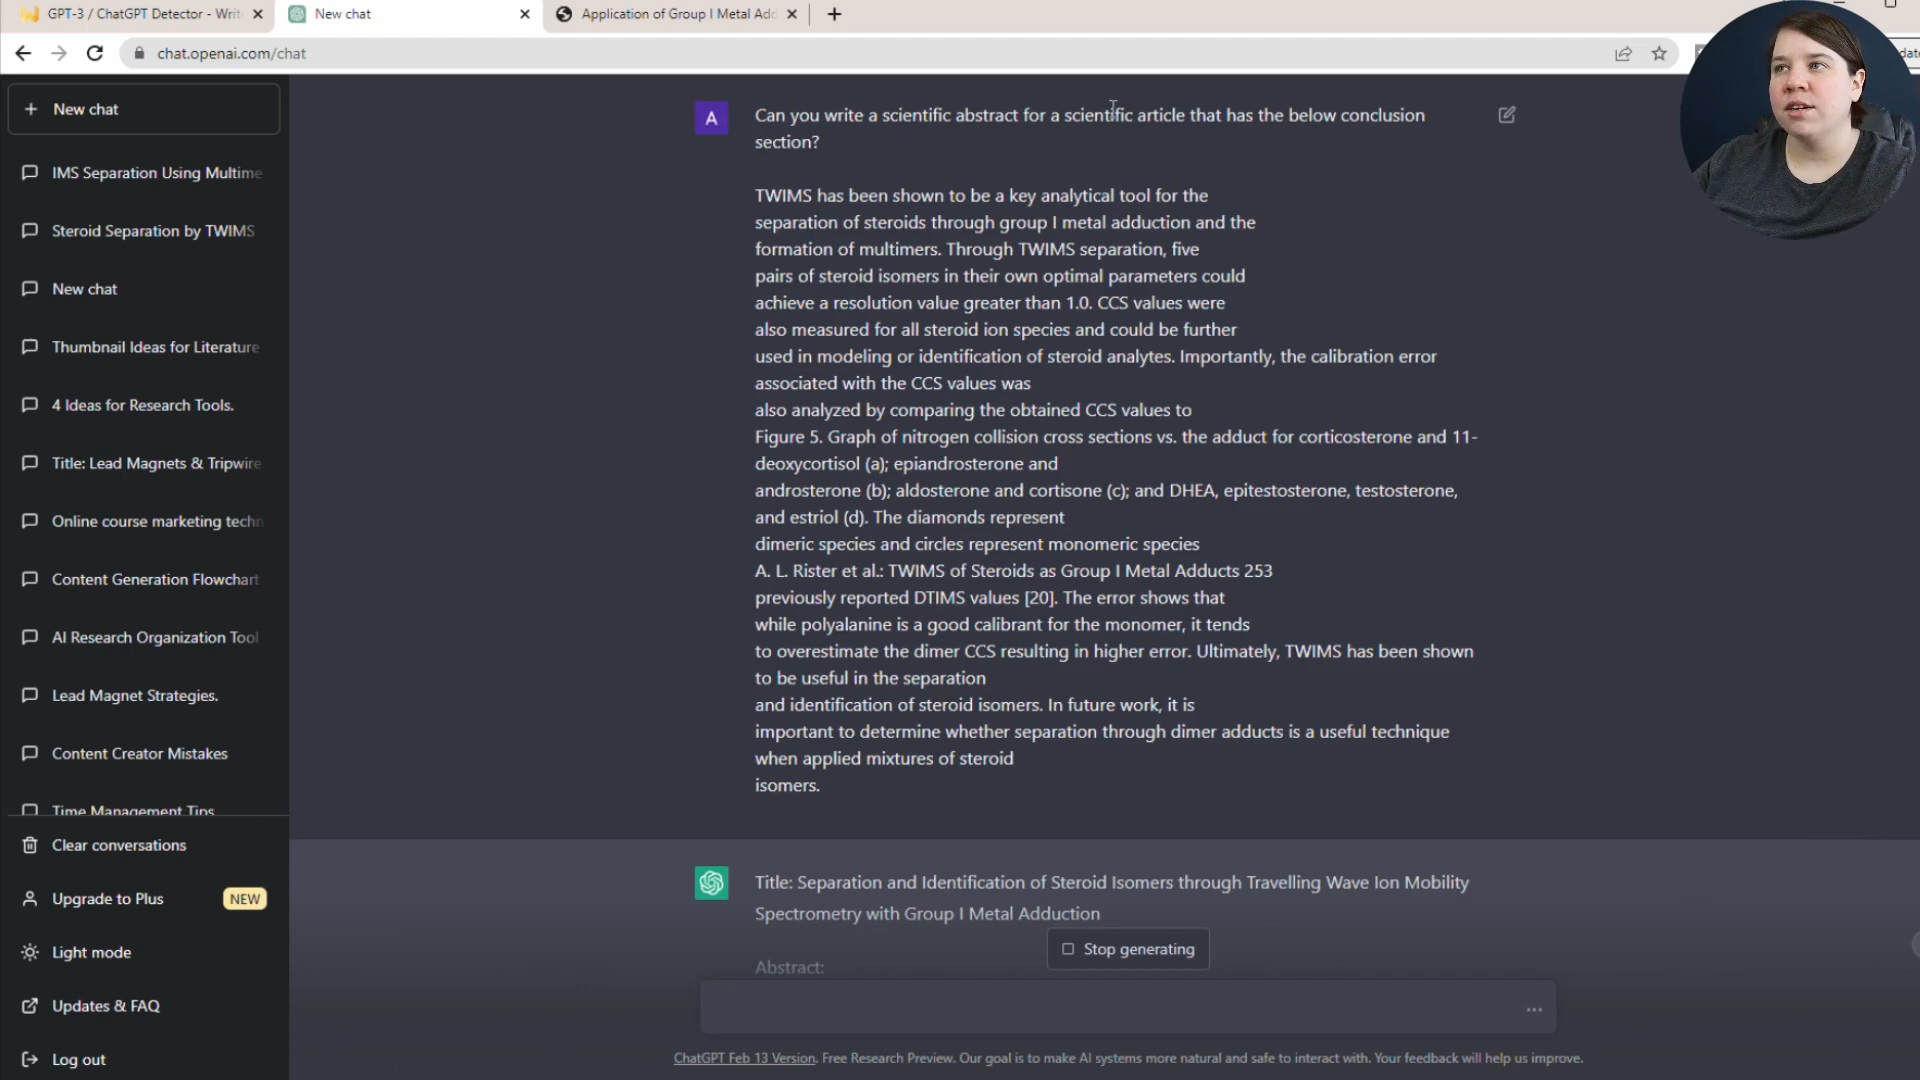 GPT-3 / ChatGPT Detector - Writ
New chat
Application of Group I Metal Add
chat.openai.com/chat
New chat
IMS Separation Using Multime
Steroid Separation by TWIMS
New chat
Thumbnail Ideas for Literature
4 Ideas for Research Tools.
Title: Lead Magnets & Tripwire
Online course marketing techn
Content Generation Flowchart
AI Research Organization Tool
Lead Magnet Strategies.
Content Creator Mistakes
Time Management Tips
Clear conversations
Upgrade to Plus NEW
Light mode
Updates & FAQ
Log out
A
Can you write a scientific abstract for a scientific article that has the below conclusion
section?
TWIMS has been shown to be a key analytical tool for the
separation of steroids through group I metal adduction and the
formation of multimers. Through TWIMS separation, five
pairs of steroid isomers in their own optimal parameters could
achieve a resolution value greater than 1.0. CCS values were
also measured for all steroid ion species and could be further
used in modeling or identification of steroid analytes. Importantly, the calibration error
associated with the CCS values was
also analyzed by comparing the obtained CCS values to
Figure 5. Graph of nitrogen collision cross sections vs. the adduct for corticosterone and 11-
deoxycortisol (a); epiandrosterone and
androsterone (b); aldosterone and cortisone (c); and DHEA, epitestosterone, testosterone,
and estriol (d). The diamonds represent
dimeric species and circles represent monomeric species
A. L. Rister et al.: TWIMS of Steroids as Group I Metal Adducts 253
previously reported DTIMS values [20]. The error shows that
while polyalanine is a good calibrant for the monomer, it tends
to overestimate the dimer CCS resulting in higher error. Ultimately, TWIMS has been shown
to be useful in the separation
and identification of steroid isomers. In future work, it is
important to determine whether separation through dimer adducts is a useful technique
when applied mixtures of steroid
isomers.
Title: Separation and Identification of Steroid Isomers through Travelling Wave Ion Mobility
Spectrometry with Group I Metal Adduction
Stop generating
Abstract:
ChatGPT Feb 13 Version. Free Research Preview. Our goal is to make AI systems more natural and safe to interact with. Your feedback will help us improve.